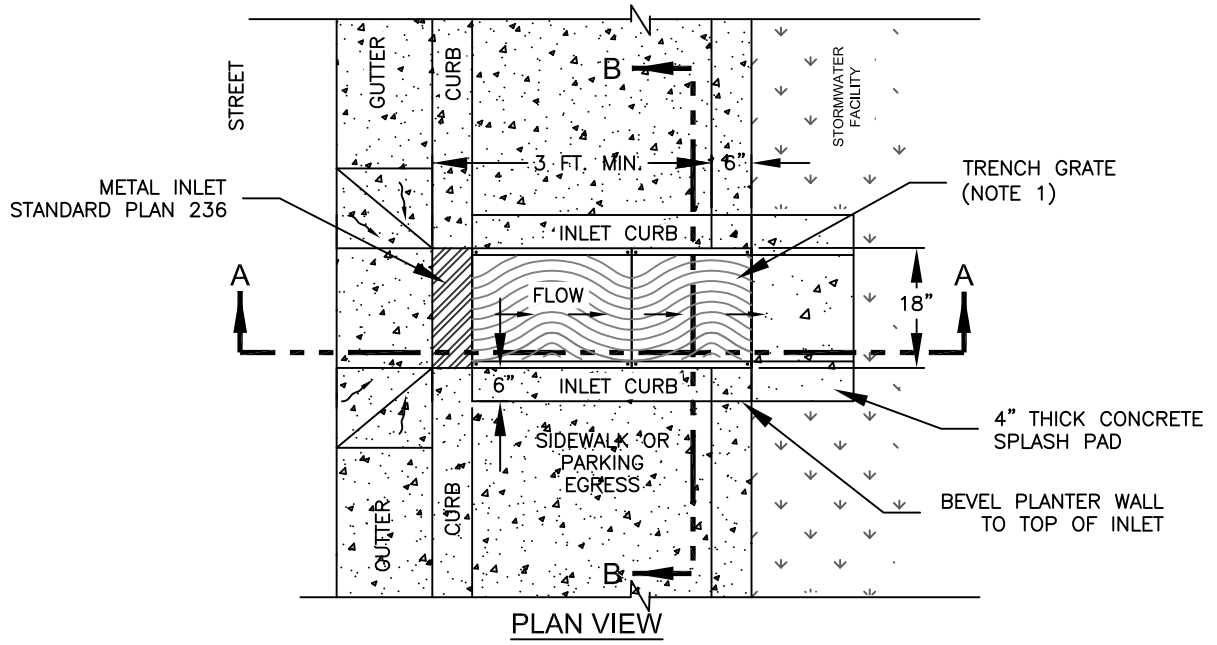 STREET
GUTTER
CURB
B
STORMWATER
FACILITY
3 FT. MIN.
6"
TRENCH GRATE
(NOTE 1)
METAL INLET
STANDARD PLAN 236
INLET CURB
A
FLOW
18"
A
6"
INLET CURB
4" THICK CONCRETE
SPLASH PAD
SIDEWALK OR
PARKING
EGRESS
BEVEL PLANTER WALL
TO TOP OF INLET
GUTTER
CURB
B
PLAN VIEW